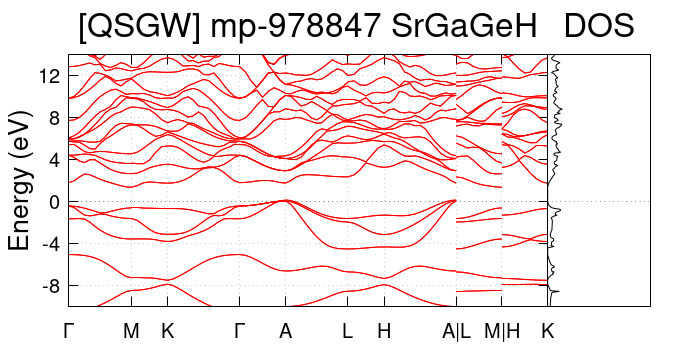 [QSGW] mp-978847 SrGaGeH DOS
Energy (eV)
12
8
4
0
-4
-8
Γ M K Γ A L H A|L M|H K